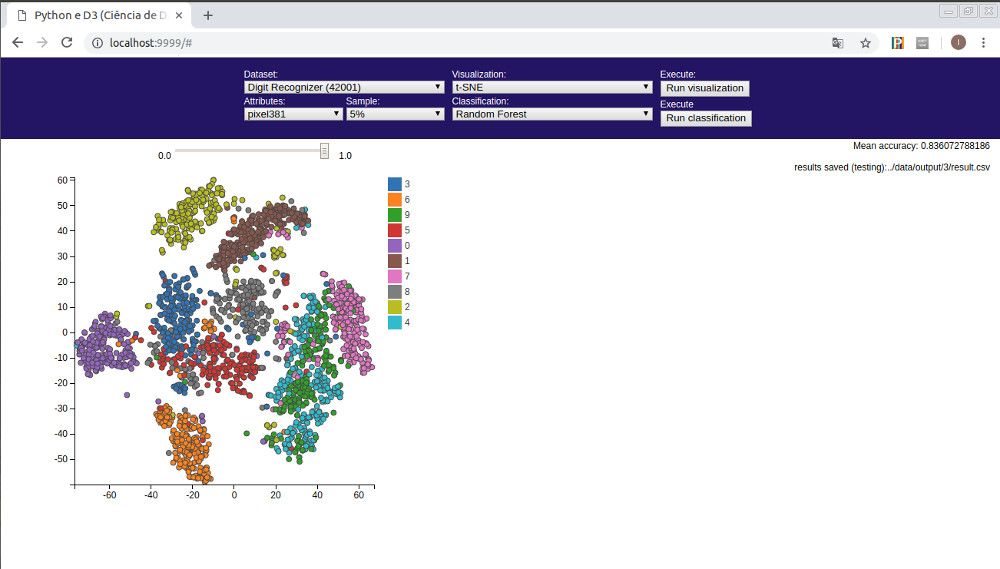 Python e D3 (Ciência de D
localhost:9999/#
Dataset:
Digit Recognizer (42001)
Visualization:
t-SNE
Execute:
Run visualization
Attributes:
pixel381
Sample:
5%
Classification:
Random Forest
Execute
Run classification
0.0
1.0
Mean accuracy: 0.836072788186
results saved (testing):../data/output/3/result.csv
60
50
40
30
20
10
0
-10
-20
-30
-40
-50
-60
-40
-20
0
20
40
60
3
6
9
5
0
1
7
8
2
4